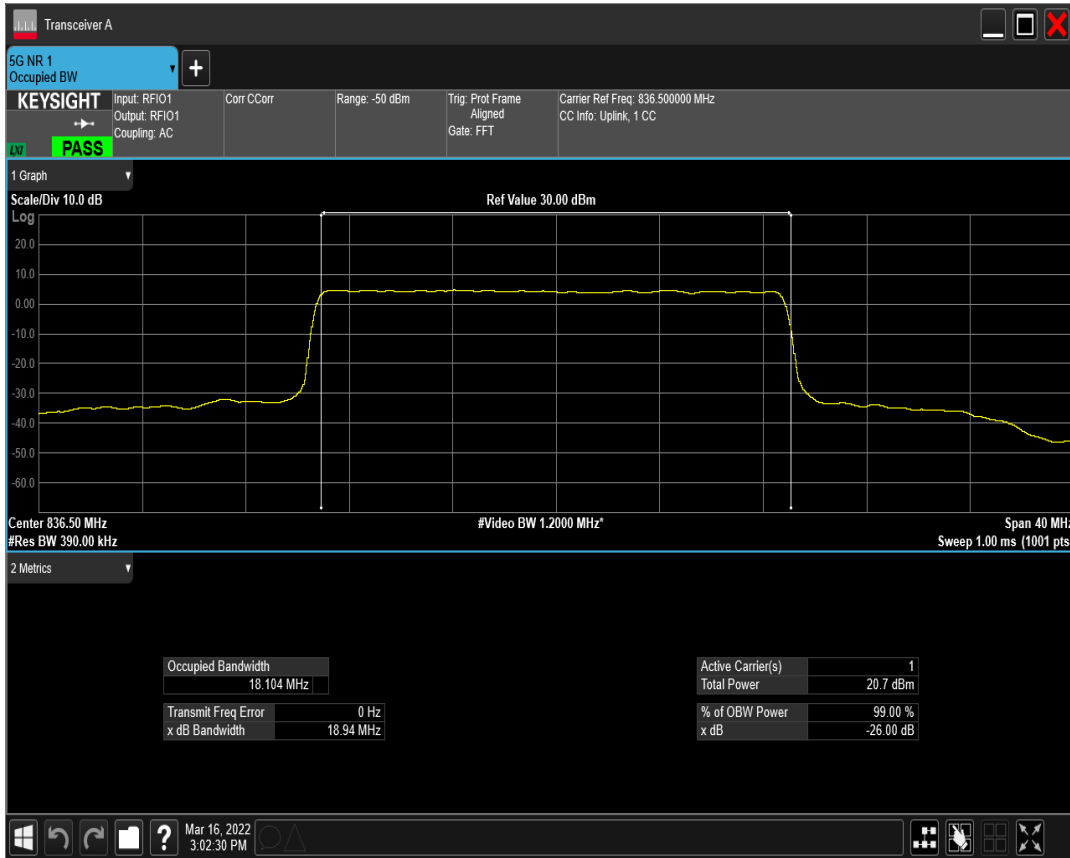 Transceiver A
5G NR 1
Occupied BW
KEYSIGHT
LXI
PASS
Input: RFIO1
Output: RFIO1
Coupling: AC
Corr CCorr
Range: -50 dBm
Trig: Prot Frame
Aligned
Gate: FFT
Carrier Ref Freq: 836.500000 MHz
CC Info: Uplink, 1 CC
1 Graph
Scale/Div 10.0 dB
Ref Value 30.00 dBm
Log
20.0
10.0
0.00
-10.0
-20.0
-30.0
-40.0
-50.0
-60.0
Center 836.50 MHz
#Video BW 1.2000 MHz*
Span 40 MHz
#Res BW 390.00 kHz
Sweep 1.00 ms (1001 pts
2 Metrics
Occupied Bandwidth
18.104 MHz
Transmit Freq Error 0 Hz
x dB Bandwidth 18.94 MHz
Active Carrier(s) 1
Total Power 20.7 dBm
% of OBW Power 99.00 %
x dB -26.00 dB
?
Mar 16, 2022
3:02:30 PM